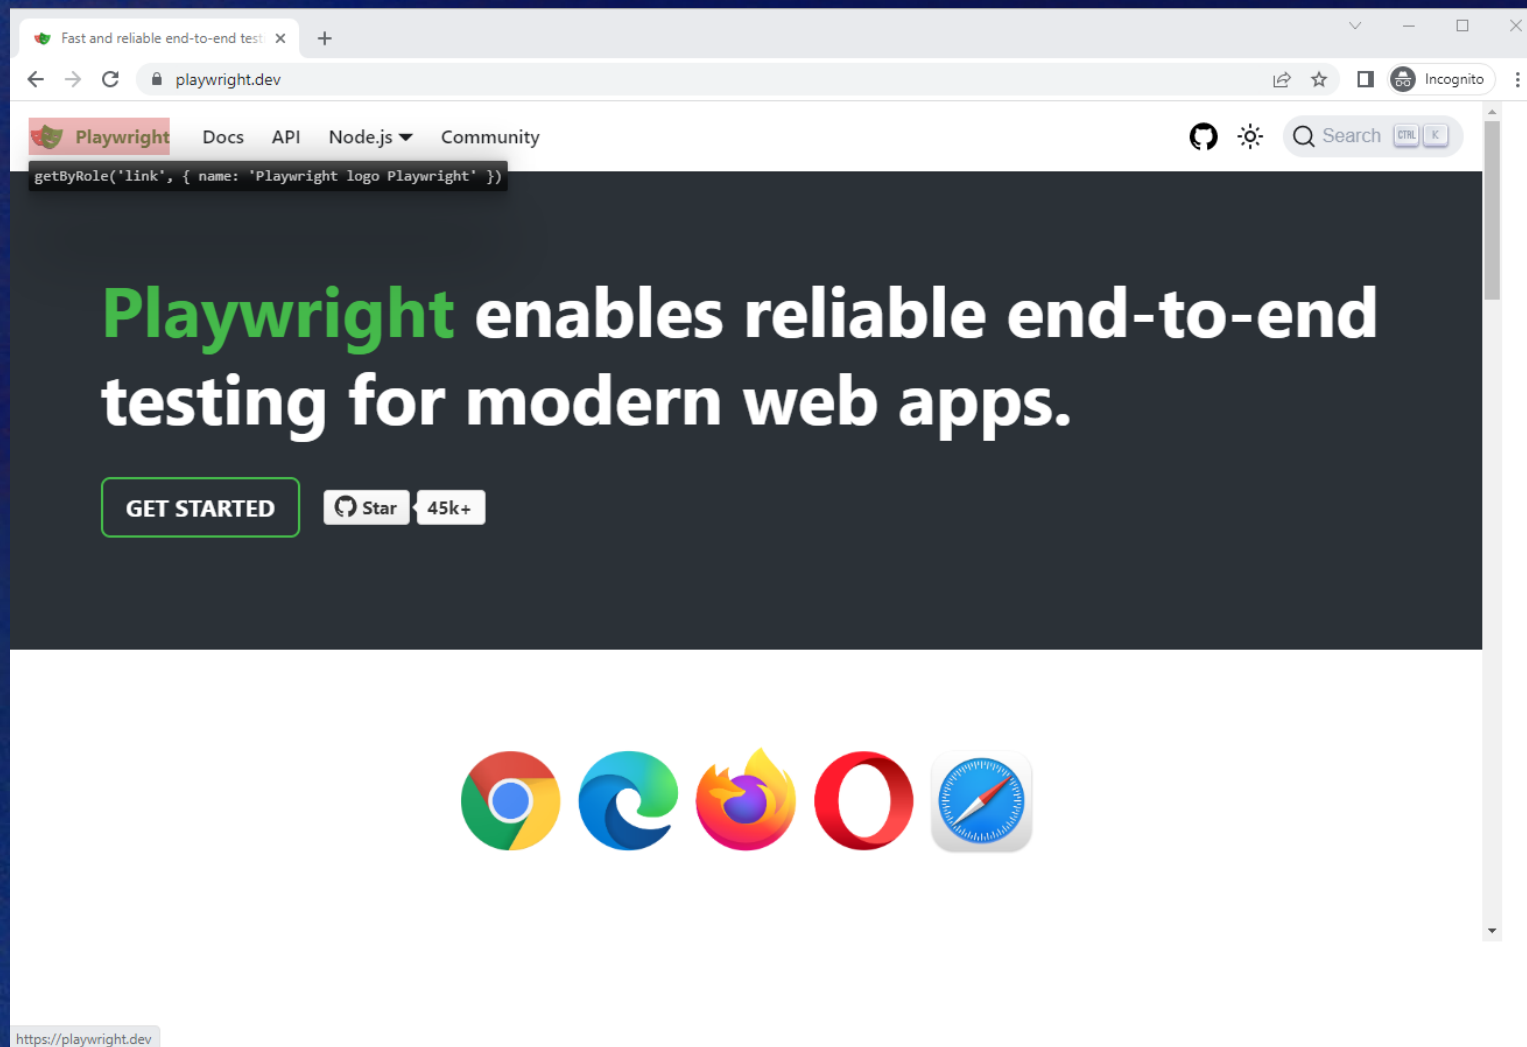 Fast and reliable end-to-end test
playwright.dev
Incognito
Playwright Docs API Node.js Community Search CTRL K
getByRole('link', { name: 'Playwright logo Playwright' })
Playwright enables reliable end-to-end
testing for modern web apps.
GET STARTED Star 45k+
https://playwright.dev